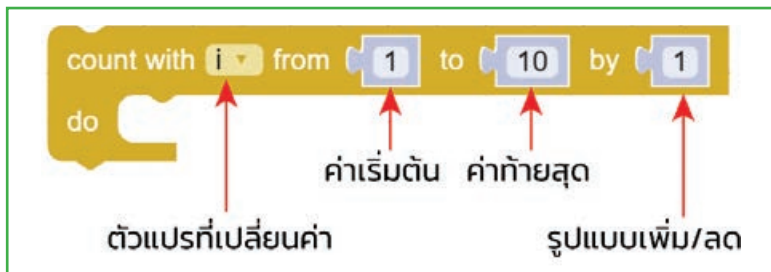 count with i from 1 to 10 by 1
do
ค่าเริ่มต้น ค่าท้ายสุด
ตัวแปรที่เปลี่ยนค่า รูปแบบเพิ่ม/ลด